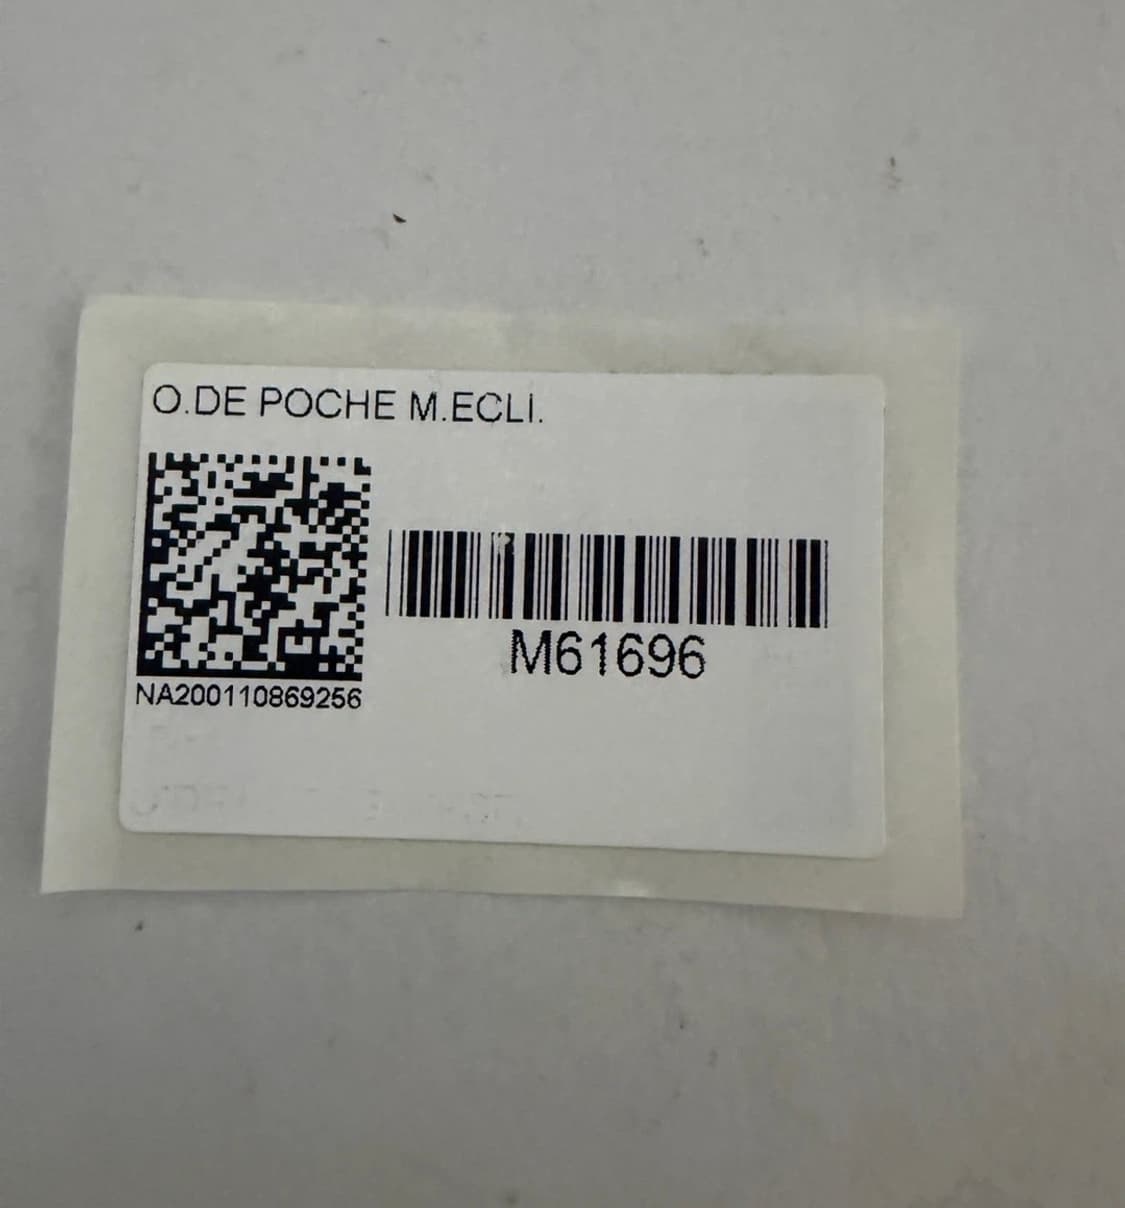 O.DE POCHE M.ECLI.
M61696
NA200110869256